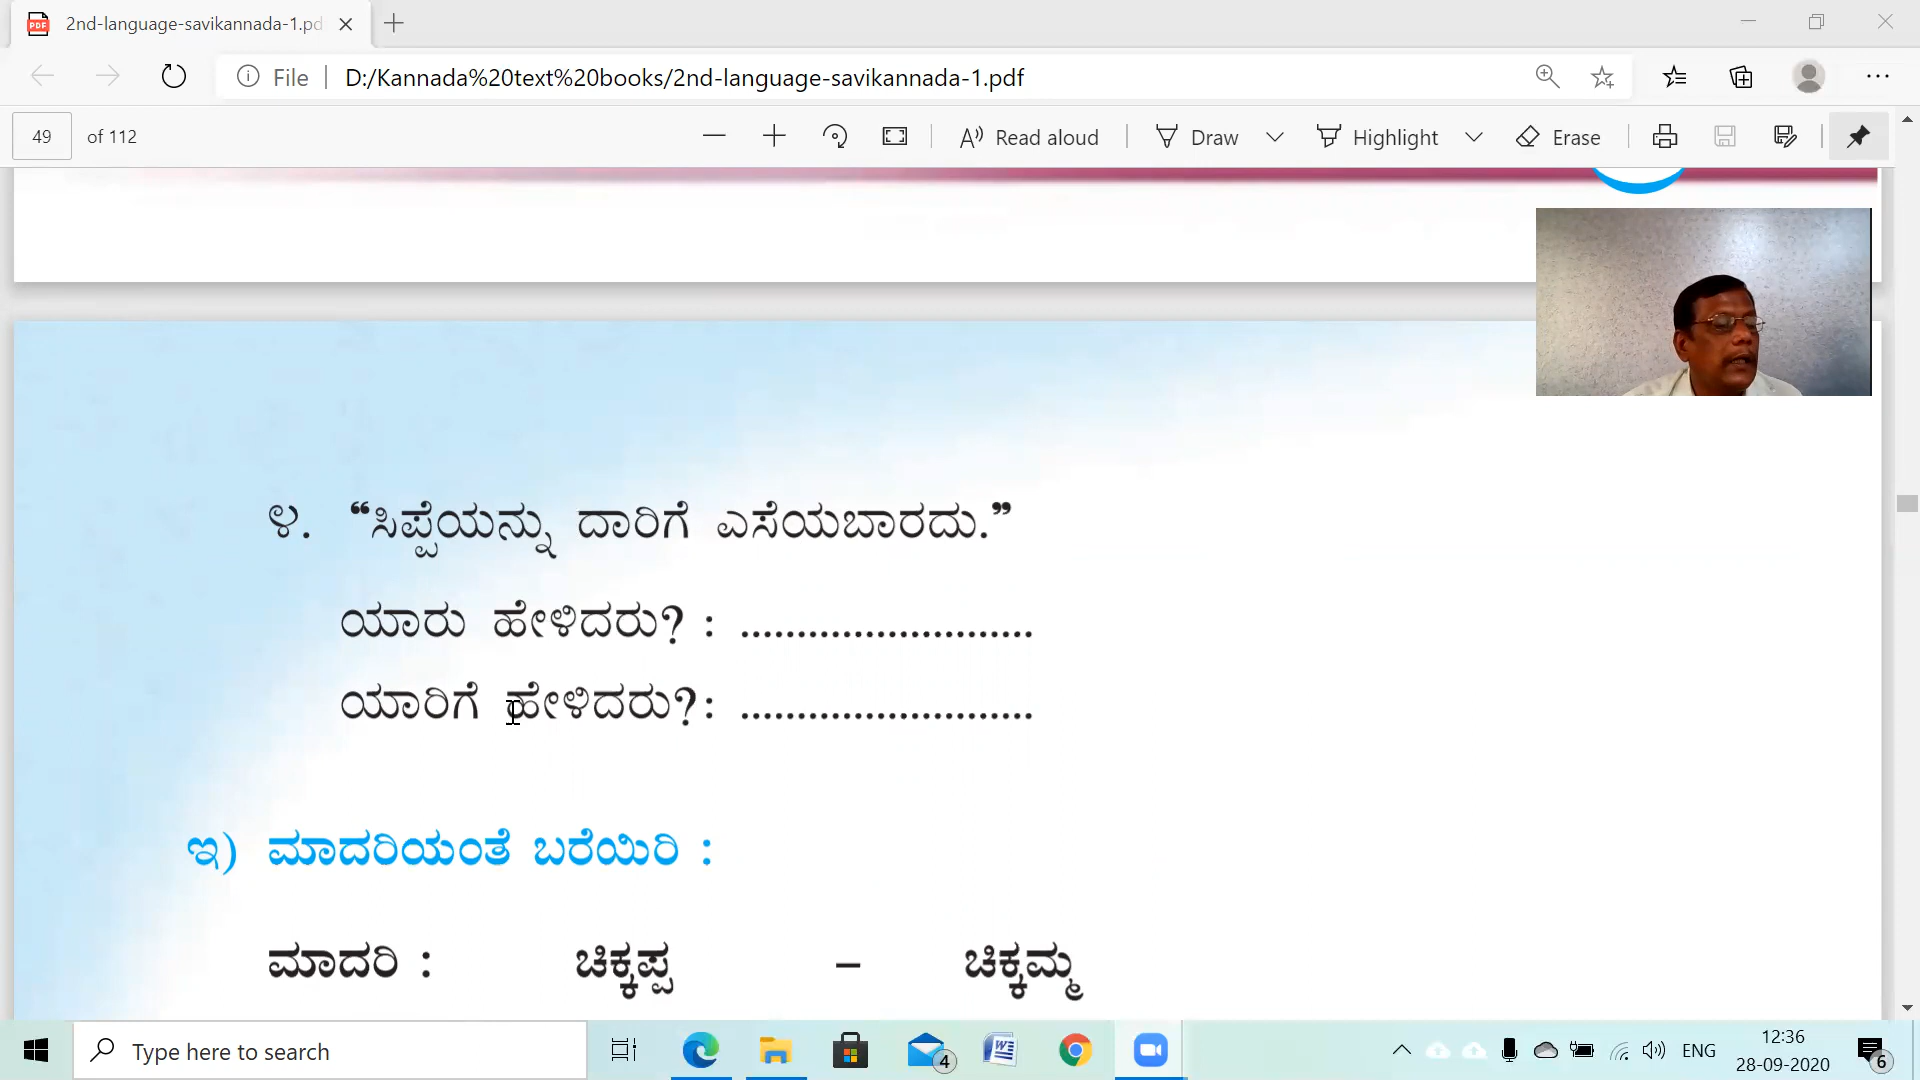 2nd-language-savikannada-1.pd
File
D:/Kannada%20text%20books/2nd-language-savikannada-1.pdf
49 of 112
Read aloud
Draw
Highlight
Erase
೪. “ಸಿಪ್ಪೆಯನ್ನು ದಾರಿಗೆ ಎಸೆಯಬಾರದು.”
ಯಾರು ಹೇಳಿದರು? : ..........................
ಯಾರಿಗೆ ಹೇಳಿದರು? : ..........................
ಇ) ಮಾದರಿಯಂತೆ ಬರೆಯಿರಿ :
ಮಾದರಿ : ಚಿಕ್ಕಪ್ಪ – ಚಿಕ್ಕಮ್ಮ
Type here to search
4
ENG
12:36
28-09-2020
6